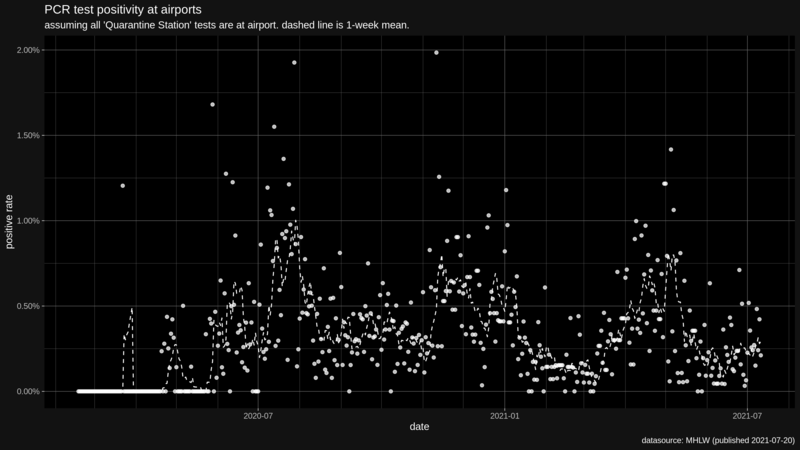 PCR test positivity at airports
assuming all 'Quarantine Station' tests are at airport. dashed line is 1-week mean.
2.00%
1.50%
1.00%
0.50%
0.00%
positive rate
2020-07
2021-01
2021-07
date
datasource: MHLW (published 2021-07-20)